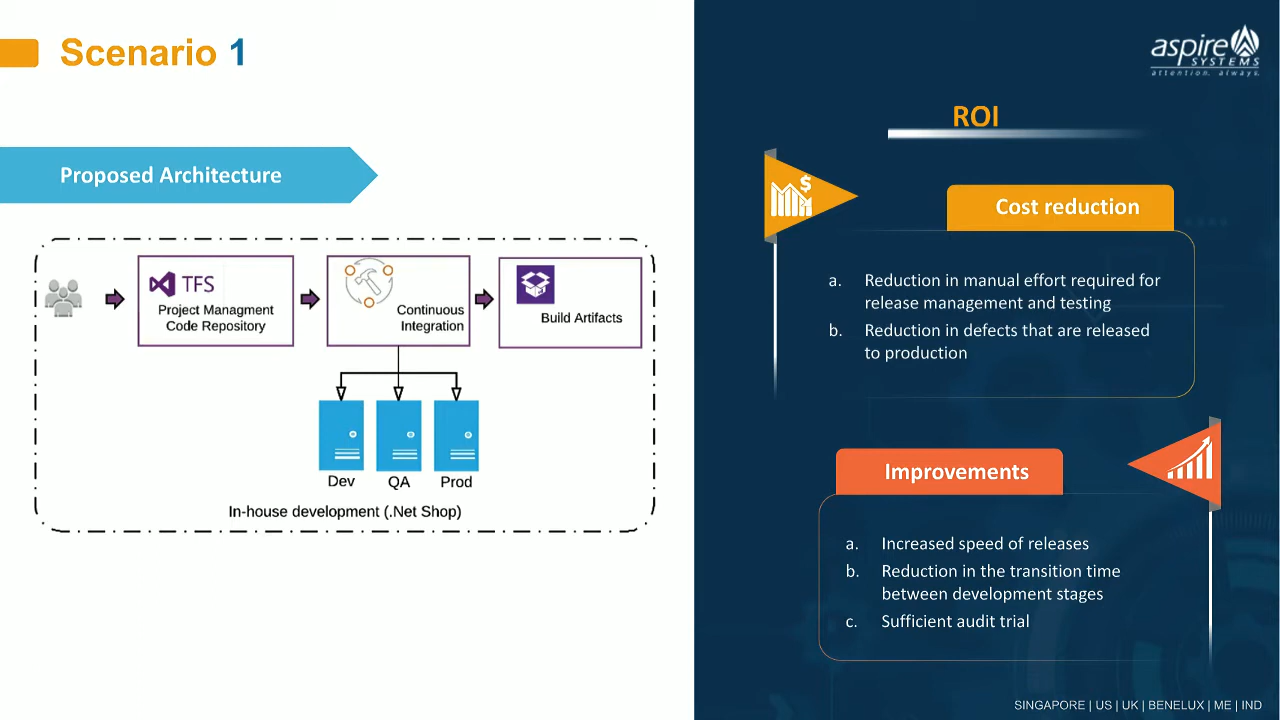 Scenario 1
Proposed Architecture
TFS
Project Managment
Code Repository
Continuous
Integration
Build Artifacts
Dev
QA
Prod
In-house development (.Net Shop)
aspire
SYSTEMS
attention. always.
ROI
$
Cost reduction
a. Reduction in manual effort required for
release management and testing
b. Reduction in defects that are released
to production
Improvements
a. Increased speed of releases
b. Reduction in the transition time
between development stages
c. Sufficient audit trial
SINGAPORE | US | UK | BENELUX | ME | IND